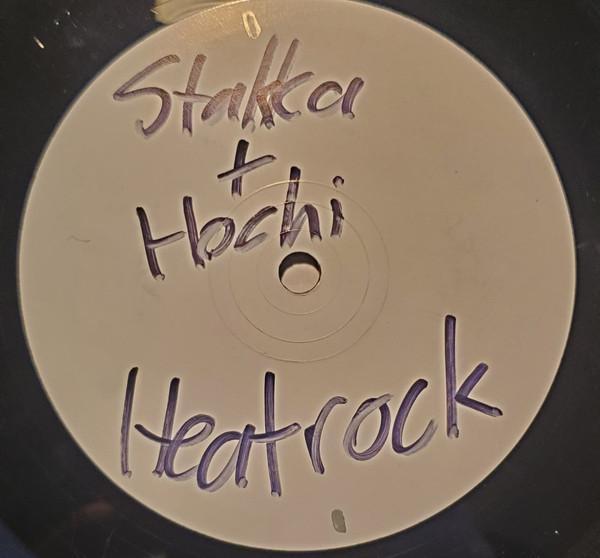 Stakka
+
Hochi
Heatrock